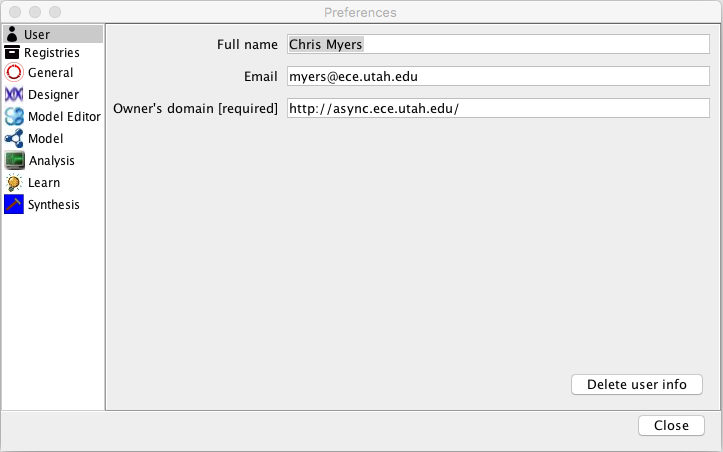 Preferences
User
Registries
General
Designer
Model Editor
Model
Analysis
Learn
Synthesis
Full name Chris Myers
Email myers@ece.utah.edu
Owner's domain [required] http://async.ece.utah.edu/
Delete user info
Close